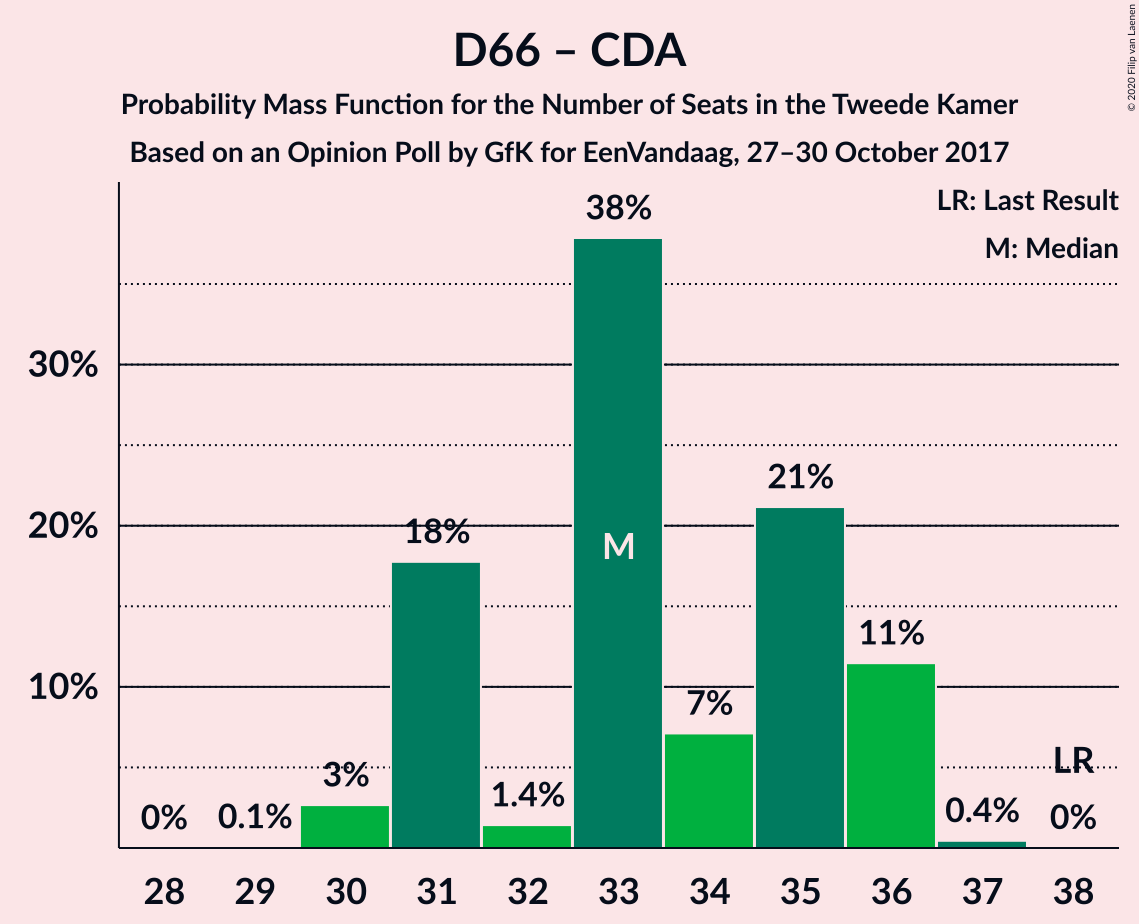 D66 – CDA
Probability Mass Function for the Number of Seats in the Tweede Kamer
Based on an Opinion Poll by GfK for EenVandaag, 27–30 October 2017
© 2020 Filip van Laenen
LR: Last Result
M: Median
38%
30%
21%
20%
18%
M
11%
10%
7%
LR
3%
1.4%
0% 0.1% 0.4% 0%
28 29 30 31 32 33 34 35 36 37 38